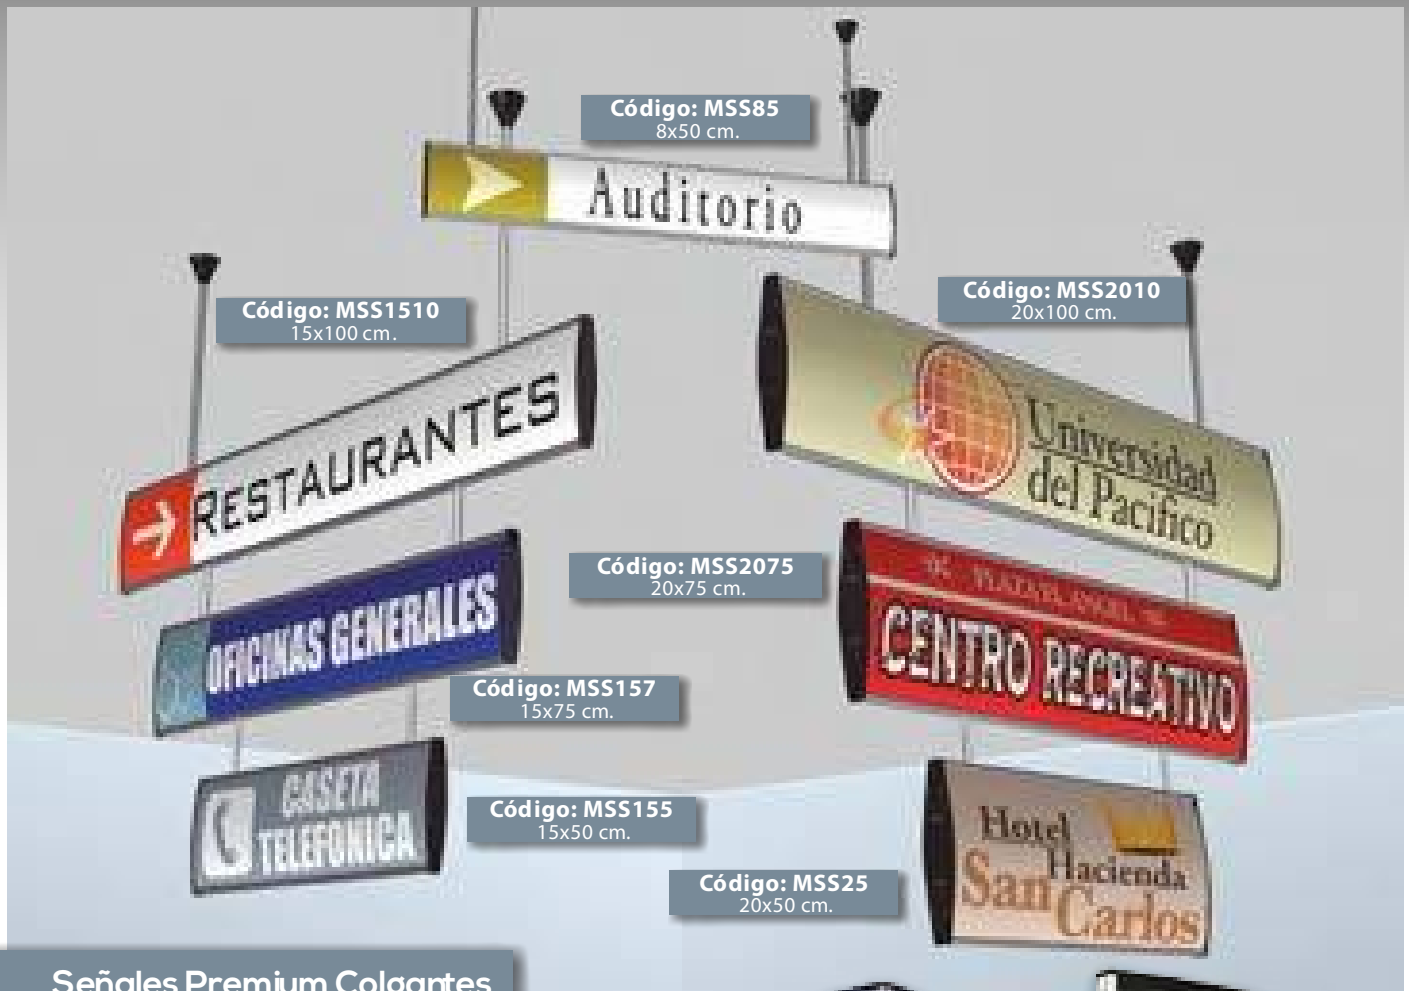 Código: MSS85
8x50 cm.
Auditorio
Código: MSS1510
15x100 cm.
Código: MSS2010
20x100 cm.
RESTAURANTES
Universidad
del Pacifico
Código: MSS2075
20x75 cm.
OFICINAS GENERALES
CENTRO RECREATIVO
Código: MSS157
15x75 cm.
CASETA
TELEFONICA
Código: MSS155
15x50 cm.
Hotel
Hacienda
San Carlos
Código: MSS25
20x50 cm.
Señales Premium Colgantes